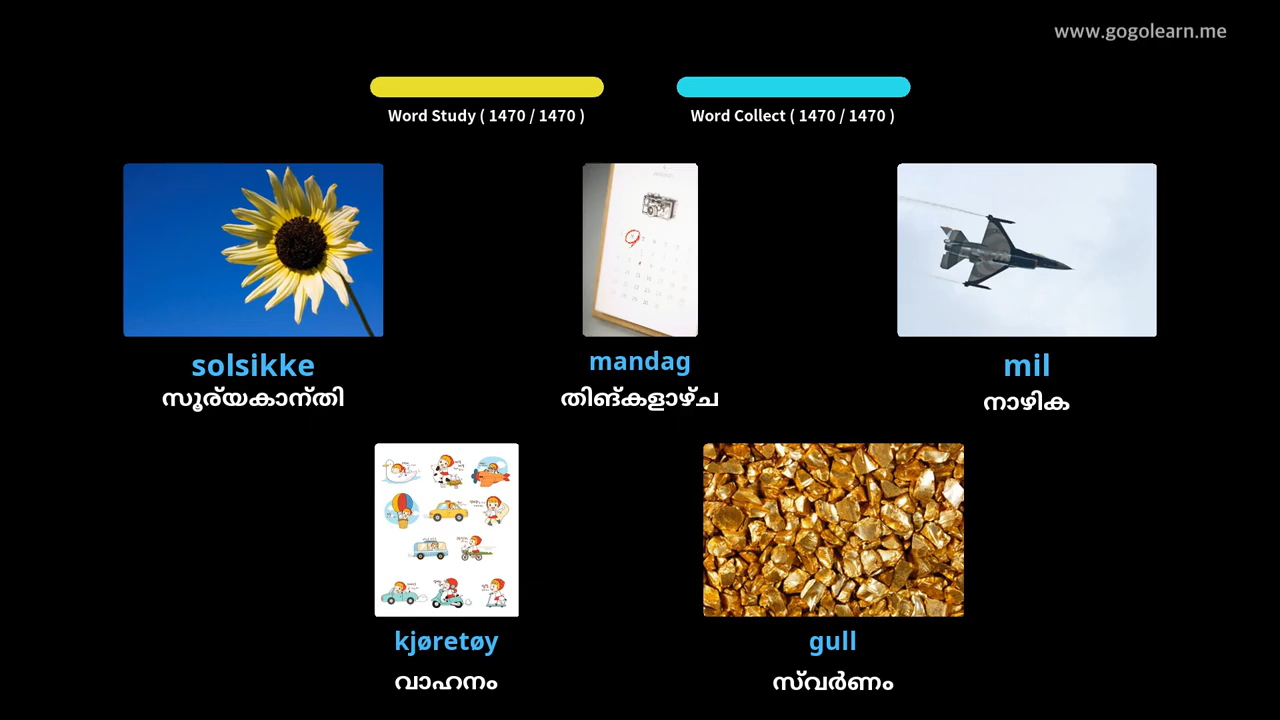 www.gogolearn.me
Word Study ( 1470 / 1470 )
Word Collect ( 1470 / 1470 )
solsikke
സൂര്യകാന്തി
mandag
തിങ്കളാഴ്ച
mil
നാഴിക
kjøretøy
വാഹനം
gull
സ്വർണം